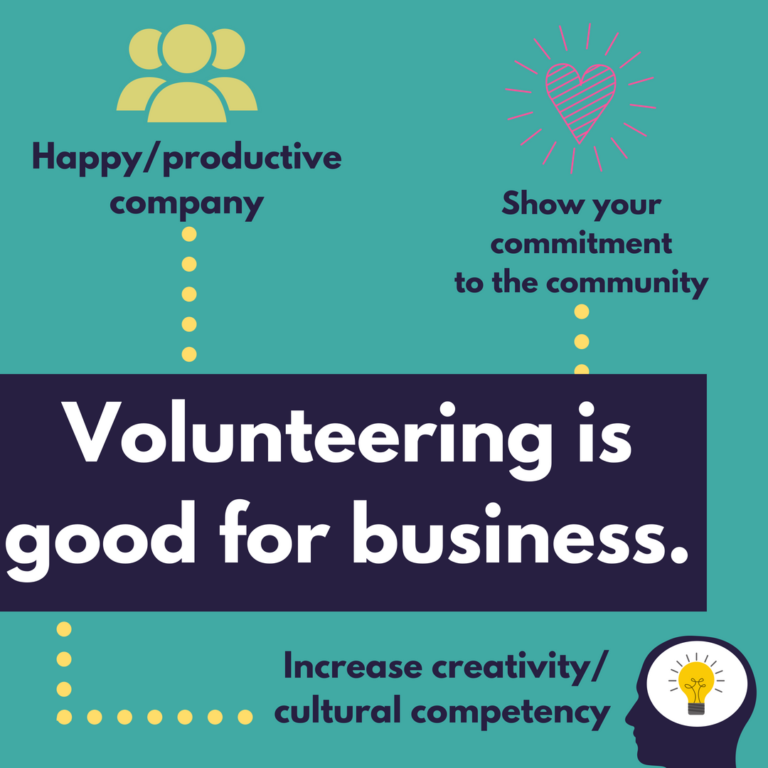 Happy/productive
company
Show your
commitment
to the community
Volunteering is
good for business.
Increase creativity/
cultural competency